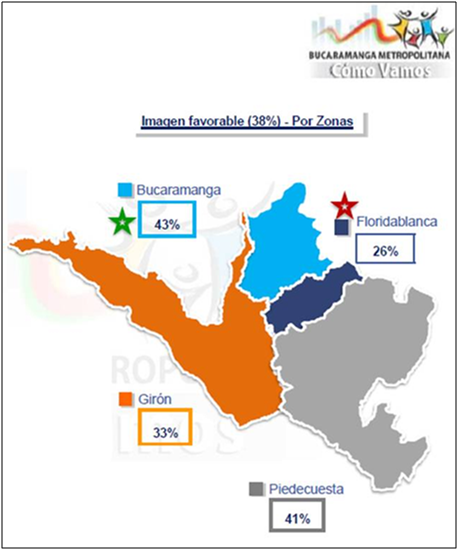 BUCARAMANGA METROPOLITANA
Cómo Vamos
Imagen favorable (38%) - Por Zonas
Bucaramanga
43%
Floridablanca
26%
Girón
33%
Piedecuesta
41%